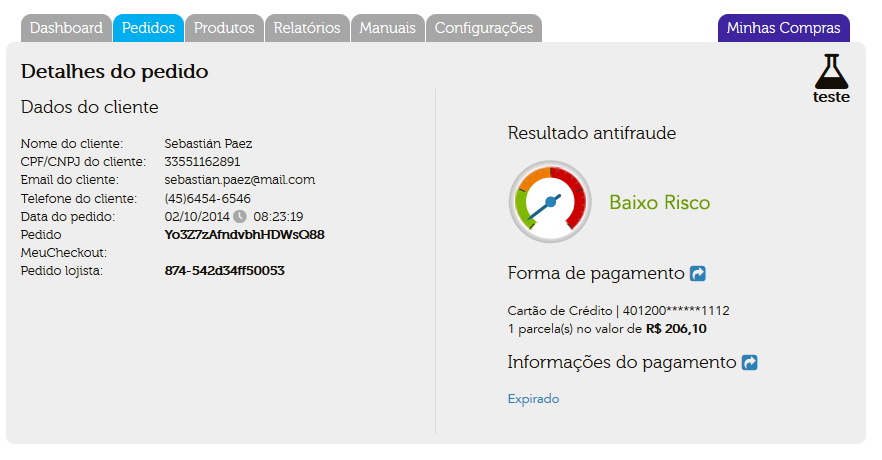 Dashboard Pedidos Produtos Relatórios Manuais Configurações Minhas Compras
Detalhes do pedido
teste
Dados do cliente
Nome do cliente: Sebastián Paez
CPF/CNPJ do cliente: 33551162891
Email do cliente: sebastian.paez@mail.com
Telefone do cliente: (45)6454-6546
Data do pedido: 02/10/2014 08:23:19
Pedido Yo3Z7zAfndvbhHDWsQ88
MeuCheckout:
Pedido lojista: 874-542d34ff50053
Resultado antifraude
Baixo Risco
Forma de pagamento
Cartão de Crédito | 401200******1112
1 parcela(s) no valor de R$ 206,10
Informações do pagamento
Expirado